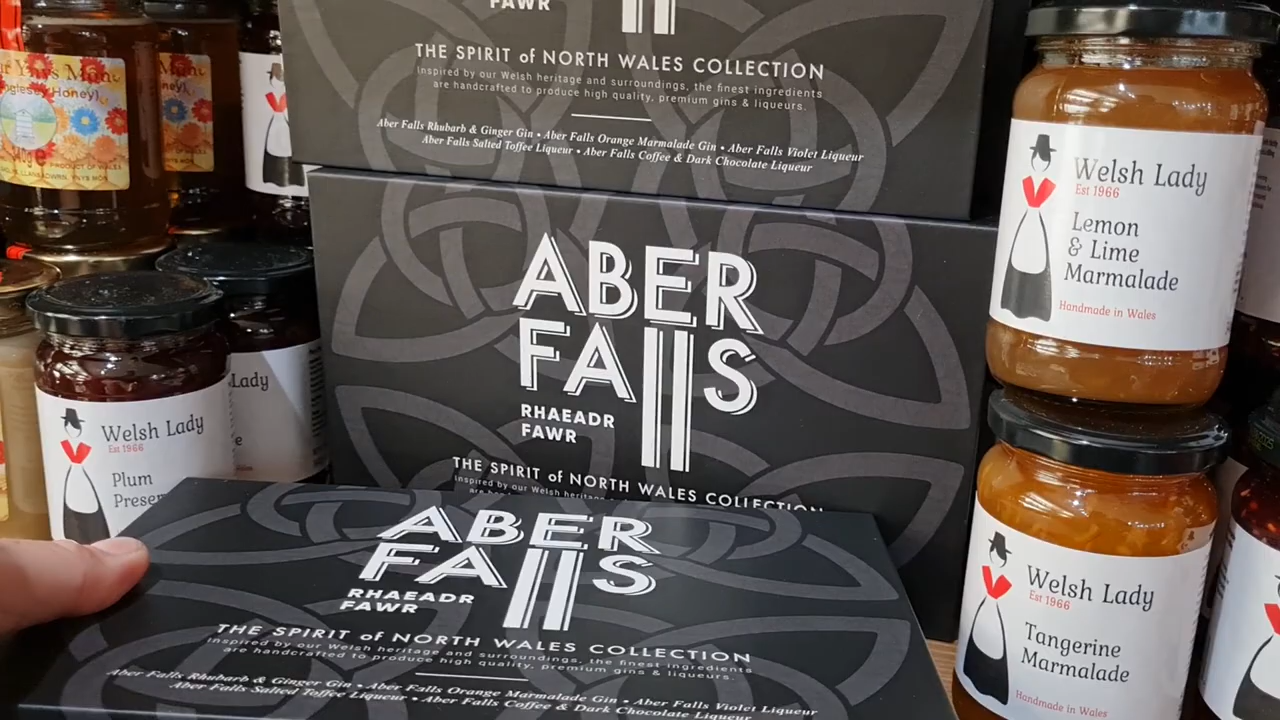 FAWR
THE SPIRIT of NORTH WALES COLLECTION
Inspired by our Welsh heritage and surroundings, the finest ingredients
are handcrafted to produce high quality, premium gins & liqueurs.
Aber Falls Rhubarb & Ginger Gin • Aber Falls Orange Marmalade Gin • Aber Falls Violet Liqueur
Aber Falls Salted Toffee Liqueur • Aber Falls Coffee & Dark Chocolate Liqueur
ABER
FAllS
RHAEADR
FAWR
THE SPIRIT of NORTH WALES COLLECTION
Inspired by our Welsh heritage
ABER
FAllS
RHAEADR
FAWR
THE SPIRIT of NORTH WALES COLLECTION
Inspired by our Welsh heritage and surroundings, the finest ingredients
are handcrafted to produce high quality, premium gins & liqueurs.
Aber Falls Rhubarb & Ginger Gin • Aber Falls Orange Marmalade Gin • Aber Falls Violet Liqueur
Aber Falls Salted Toffee Liqueur • Aber Falls Coffee & Dark Chocolate Liqueur
Welsh Lady
Est 1966
Lemon
& Lime
Marmalade
Handmade in Wales
Welsh Lady
Est 1966
Tangerine
Marmalade
Handmade in Wales
Welsh Lady
Est 1966
Plum
Preser
Lady
Honey)